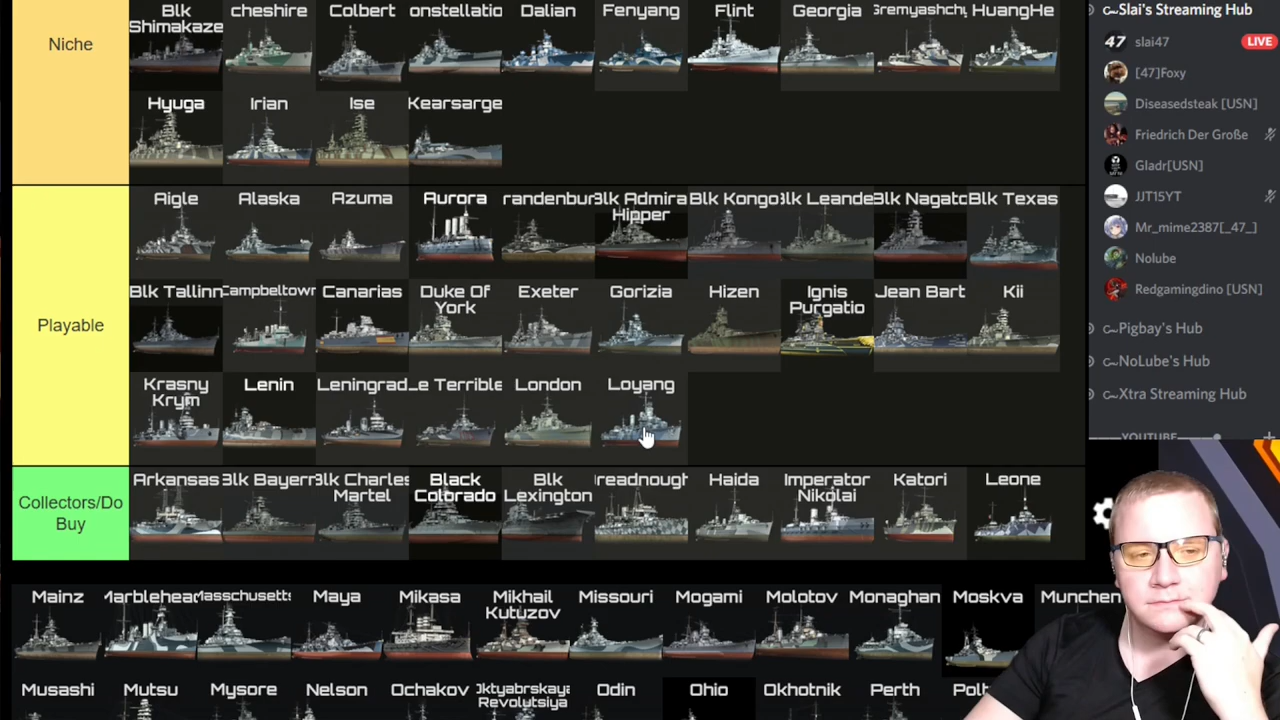 Niche
Blk Shimakaze
cheshire
Colbert
onstellatio
Dalian
Fenyang
Flint
Georgia
Gremyashchy
HuangHe
Hyuga
Irian
Ise
Kearsarge
Playable
Aigle
Alaska
Azuma
Aurora
randenbur
Blk Admira Hipper
Blk Kongo
Blk Leande
Blk Nagato
Blk Texas
Blk Tallinn
Campbeltown
Canarias
Duke Of York
Exeter
Gorizia
Hizen
Ignis Purgatio
Jean Bart
Kii
Krasny Krym
Lenin
Leningrad
Le Terrible
London
Loyang
Collectors/Do Buy
Arkansas
Blk Bayern
Blk Charles Martel
Black Colorado
Blk Lexington
readnough
Haida
Imperator Nikolai
Katori
Leone
Mainz
Marblehead
Massachusetts
Maya
Mikasa
Mikhail Kutuzov
Missouri
Mogami
Molotov
Monaghan
Moskva
Munchen
Musashi
Mutsu
Mysore
Nelson
Ochakov
Oktyabrskaya Revolutsiya
Odin
Ohio
Okhotnik
Perth
Polt
Slai's Streaming Hub
47 slai47 LIVE
[47]Foxy
Diseasedsteak [USN]
Friedrich Der Große
Gladr[USN]
JJT15YT
Mr_mime2387[_47_]
Nolube
Redgamingdino [USN]
Pigbay's Hub
NoLube's Hub
Xtra Streaming Hub
YOUTUBE